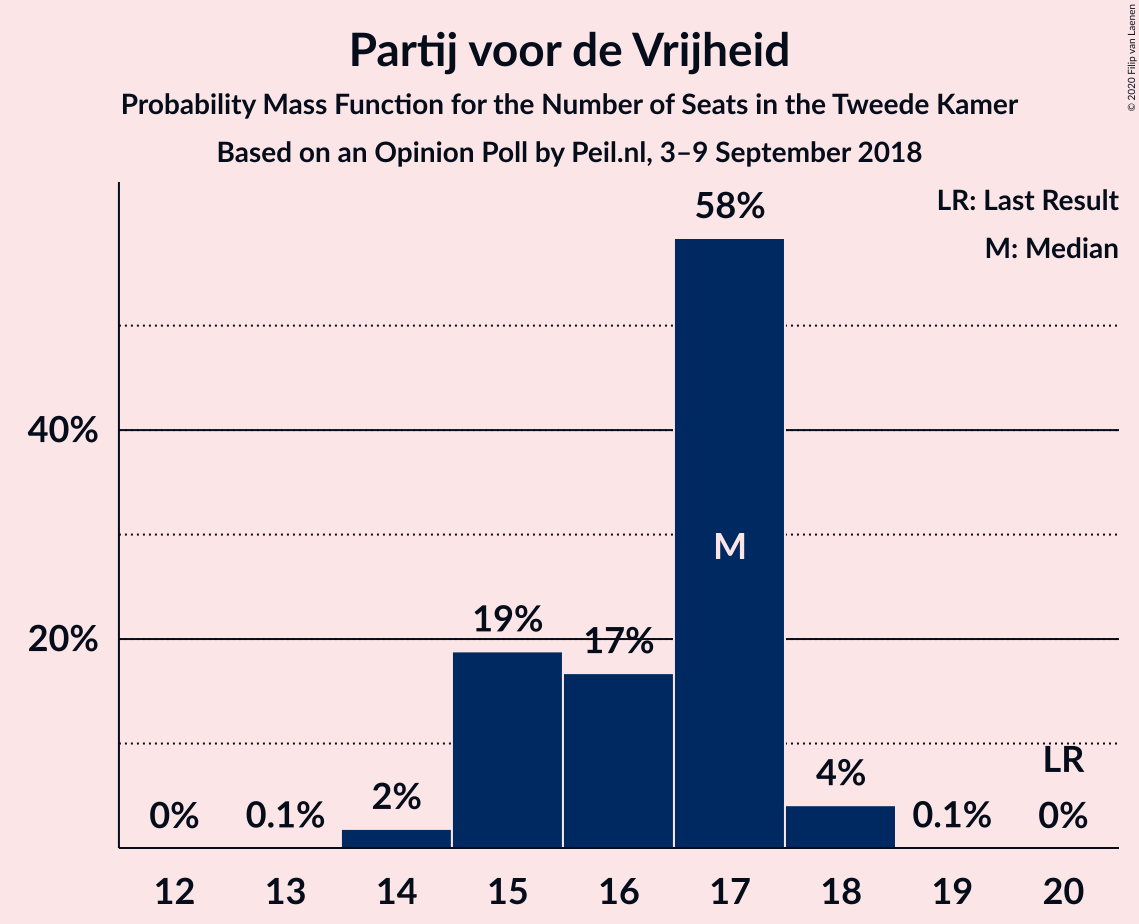 Partij voor de Vrijheid
Probability Mass Function for the Number of Seats in the Tweede Kamer
Based on an Opinion Poll by Peil.nl, 3–9 September 2018
© 2020 Filip van Laenen
LR: Last Result
M: Median
58%
40%
M
20%
19%
17%
LR
2%
4%
0%
0.1%
0.1%
0%
12 13 14 15 16 17 18 19 20